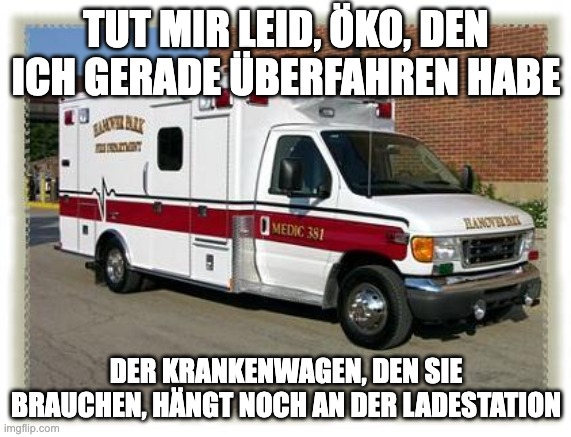 TUT MIR LEID, ÖKO, DEN
ICH GERADE ÜBERFAHREN HABE
HANOVER PARK
FIRE DEPARTMENT
MEDIC 381
HANOVER PARK
DER KRANKENWAGEN, DEN SIE
BRAUCHEN, HÄNGT NOCH AN DER LADESTATION
imgflip.com